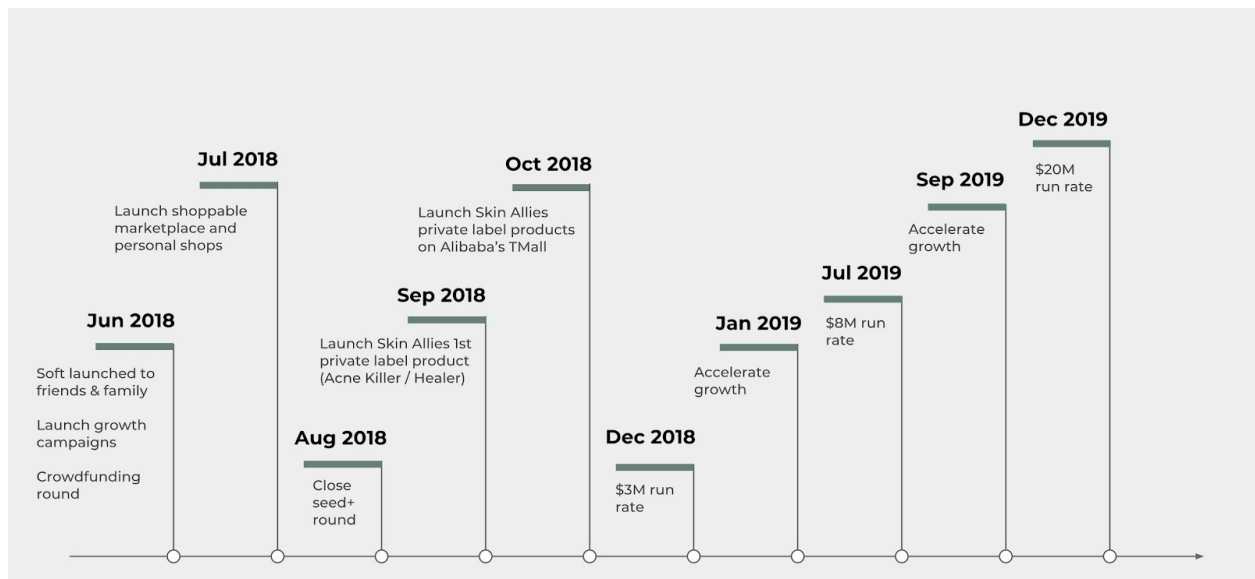 Jun 2018
Soft launched to
friends & family
Launch growth
campaigns
Crowdfunding
round
Jul 2018
Launch shoppable
marketplace and
personal shops
Aug 2018
Close
seed+
round
Sep 2018
Launch Skin Allies 1st
private label product
(Acne Killer / Healer)
Oct 2018
Launch Skin Allies
private label products
on Alibaba's TMall
Dec 2018
$3M run
rate
Jan 2019
Accelerate
growth
Jul 2019
$8M run
rate
Sep 2019
Accelerate
growth
Dec 2019
$20M
run rate